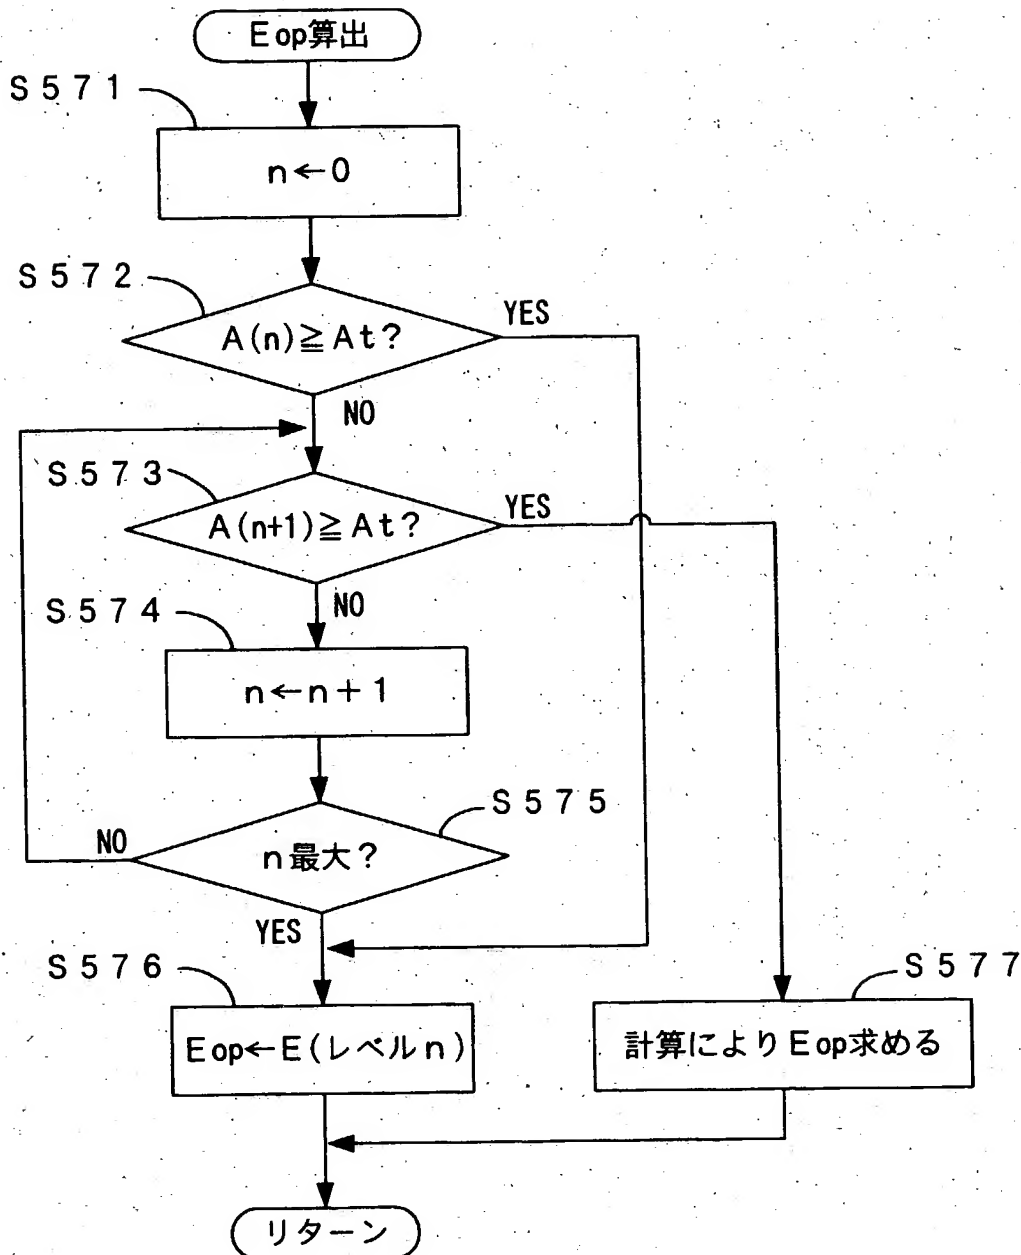 Eop算出
S571
n←0
S572
A(n)≧At?
YES
NO
S573
A(n+1)≧At?
YES
NO
S574
n←n+1
S575
n最大?
NO
YES
S576
Eop←E(レベルn)
S577
計算によりEop求める
リターン